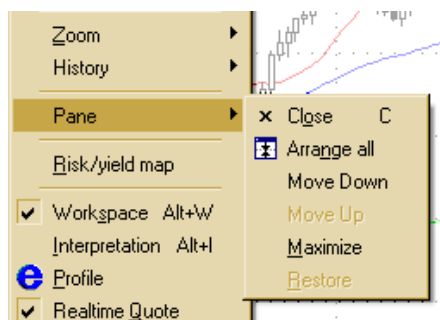 Zoom
History
Pane
Risk/yield map
Workspace Alt+W
Interpretation Alt+I
Profile
Realtime Quote
Close C
Arrange all
Move Down
Move Up
Maximize
Restore